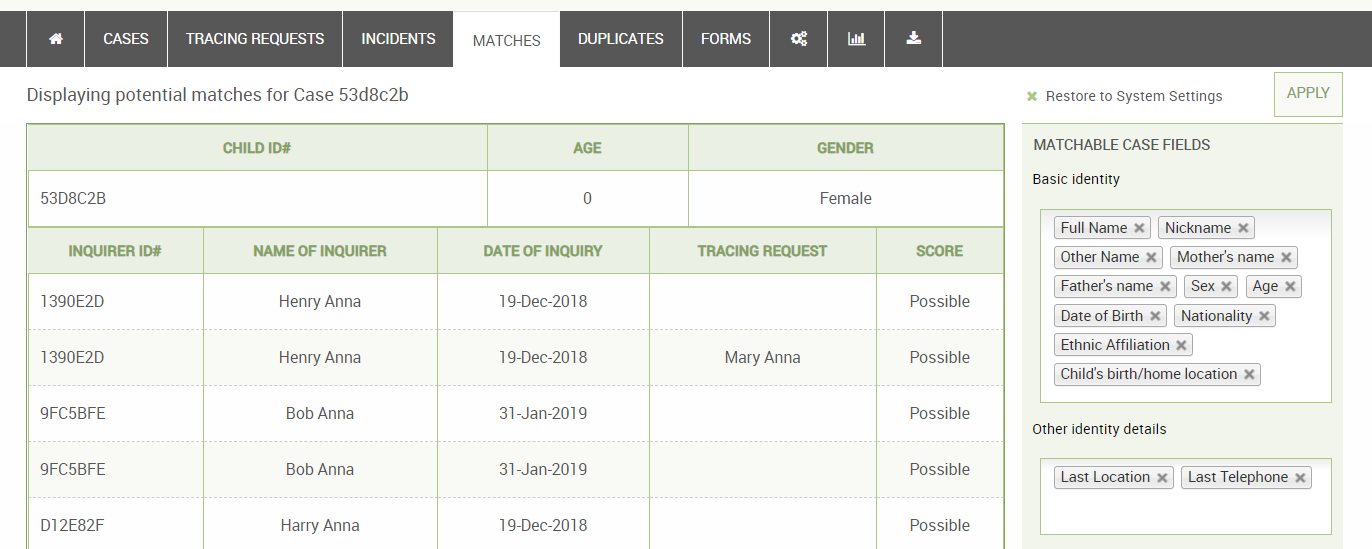 CASES TRACING REQUESTS INCIDENTS MATCHES DUPLICATES FORMS
Displaying potential matches for Case 53d8c2b
Restore to System Settings APPLY
CHILD ID# AGE GENDER
53D8C2B 0 Female
INQUIRER ID# NAME OF INQUIRER DATE OF INQUIRY TRACING REQUEST SCORE
1390E2D Henry Anna 19-Dec-2018 Possible
1390E2D Henry Anna 19-Dec-2018 Mary Anna Possible
9FC5BFE Bob Anna 31-Jan-2019 Possible
9FC5BFE Bob Anna 31-Jan-2019 Possible
D12E82F Harry Anna 19-Dec-2018 Possible
MATCHABLE CASE FIELDS
Basic identity
Full Name Nickname
Other Name Mother's name
Father's name Sex Age
Date of Birth Nationality
Ethnic Affiliation
Child's birth/home location
Other identity details
Last Location Last Telephone